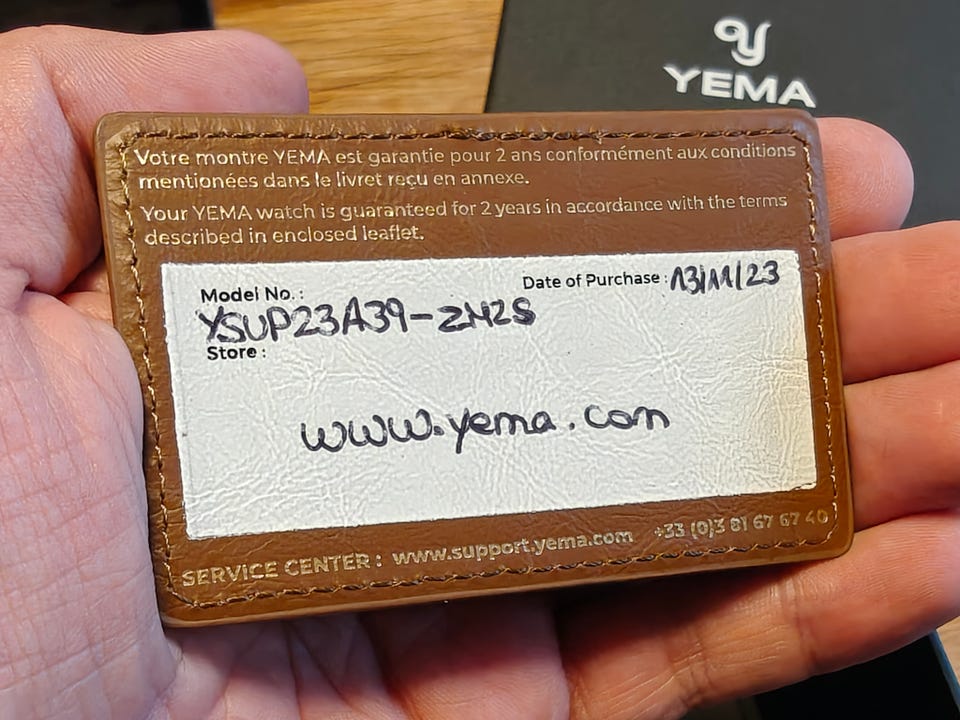 YEMA
Votre montre YEMA est garantie pour 2 ans conformément aux conditions
mentionées dans le livret reçu en annexe.
Your YEMA watch is guaranteed for 2 years in accordance with the terms
described in enclosed leaflet.
Date of Purchase : 13/11/23
Model No. :
YSUP23A39-ZM2S
Store :
www.yema.com
SERVICE CENTER : www.support.yema.com +33 (0)3 81 67 67 40